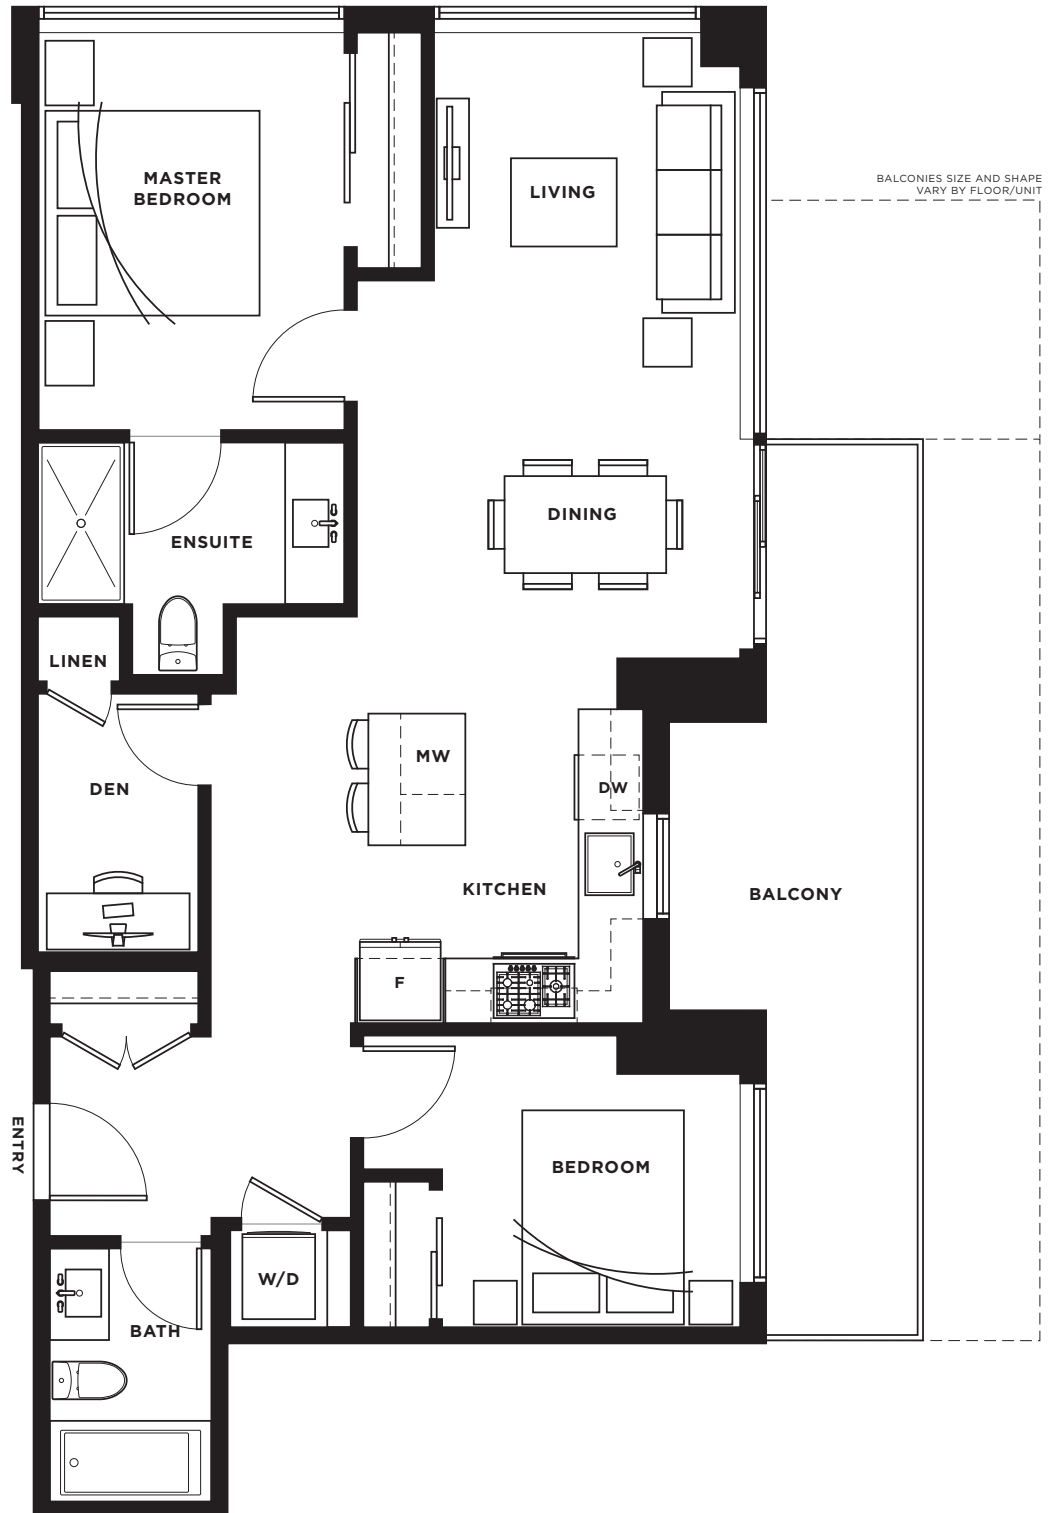 MASTER
BEDROOM
LIVING
BALCONIES SIZE AND SHAPE
VARY BY FLOOR/UNIT
DINING
ENSUITE
LINEN
MW
DW
DEN
KITCHEN
BALCONY
F
ENTRY
BEDROOM
W/D
BATH